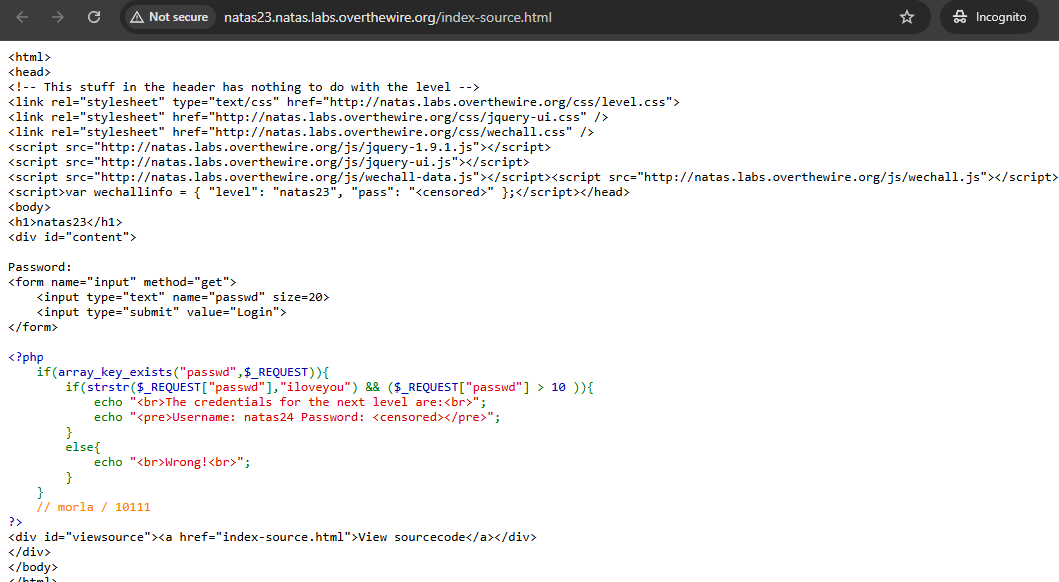 Not secure natas23.natas.labs.overthewire.org/index-source.html Incognito
<html>
<head>
<!-- This stuff in the header has nothing to do with the level -->
<link rel="stylesheet" type="text/css" href="http://natas.labs.overthewire.org/css/level.css">
<link rel="stylesheet" href="http://natas.labs.overthewire.org/css/jquery-ui.css" />
<link rel="stylesheet" href="http://natas.labs.overthewire.org/css/wechall.css" />
<script src="http://natas.labs.overthewire.org/js/jquery-1.9.1.js"></script>
<script src="http://natas.labs.overthewire.org/js/jquery-ui.js"></script>
<script src="http://natas.labs.overthewire.org/js/wechall-data.js"></script><script src="http://natas.labs.overthewire.org/js/wechall.js"></script>
<script>var wechallinfo = { "level": "natas23", "pass": "<censored>" };</script></head>
<body>
<h1>natas23</h1>
<div id="content">

Password:
<form name="input" method="get">
    <input type="text" name="passwd" size=20>
    <input type="submit" value="Login">
</form>

<?php
    if(array_key_exists("passwd",$_REQUEST)){
        if(strstr($_REQUEST["passwd"],"iloveyou") && ($_REQUEST["passwd"] > 10 )){
            echo "<br>The credentials for the next level are:<br>";
            echo "<pre>Username: natas24 Password: <censored></pre>";
        }
        else{
            echo "<br>Wrong!<br>";
        }
    }
    // morla / 10111
?>
<div id="viewsource"><a href="index-source.html">View sourcecode</a></div>
</div>
</body>
</html>